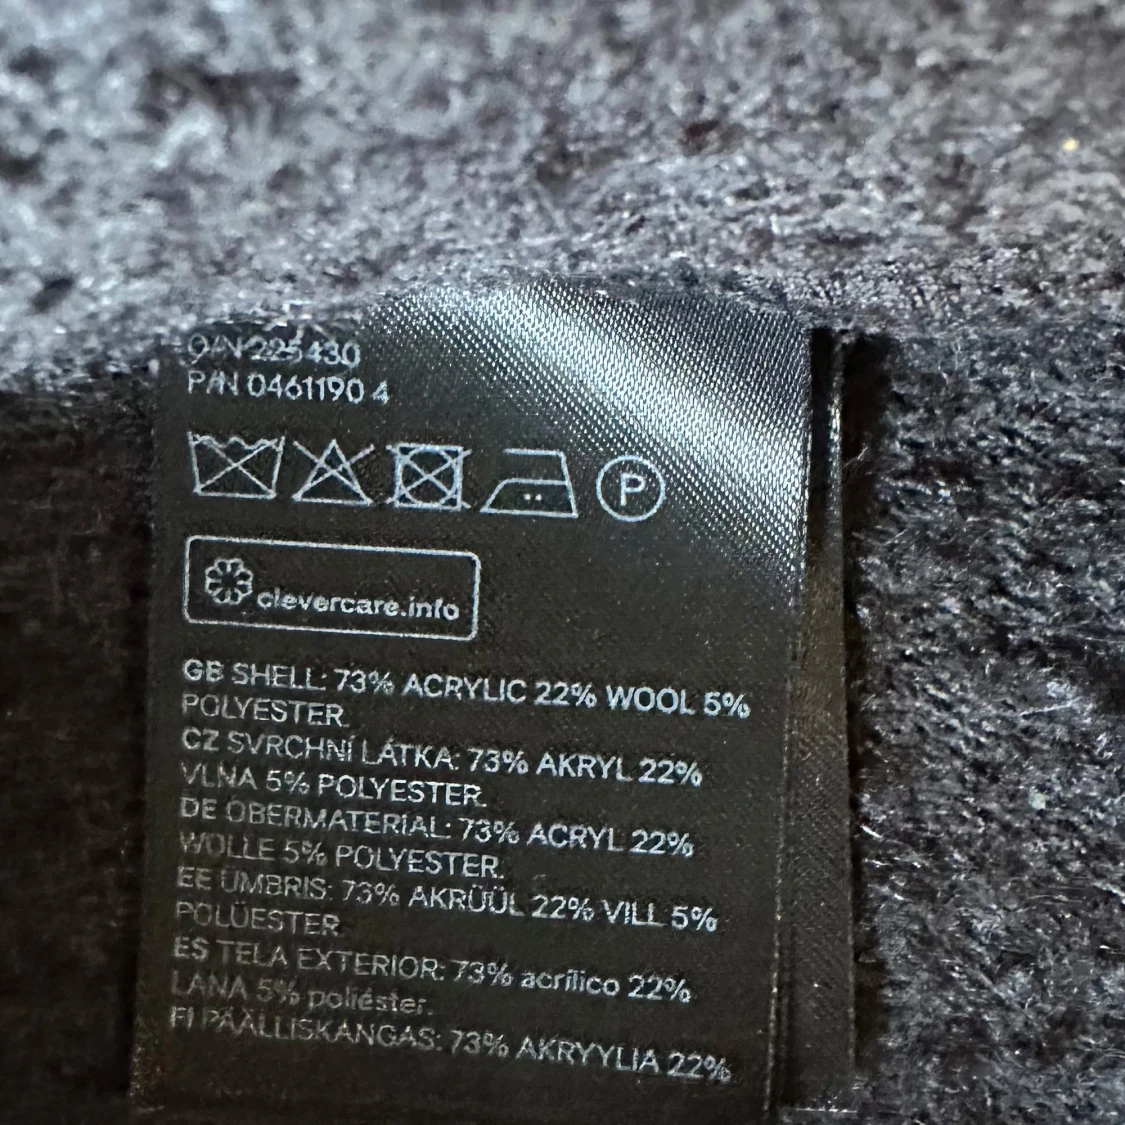 O/N 225430
P/N 0461190 4
P
clevercare.info
GB SHELL: 73% ACRYLIC 22% WOOL 5%
POLYESTER.
CZ SVRCHNÍ LÁTKA: 73% AKRYL 22%
VLNA 5% POLYESTER.
DE OBERMATERIAL: 73% ACRYL 22%
WOLLE 5% POLYESTER.
EE ÜMBRIS: 73% AKRÜÜL 22% VILL 5%
POLÜESTER.
ES TELA EXTERIOR: 73% acrílico 22%
LANA 5% poliéster.
FI PÄÄLLISKANGAS: 73% AKRYYLIA 22%